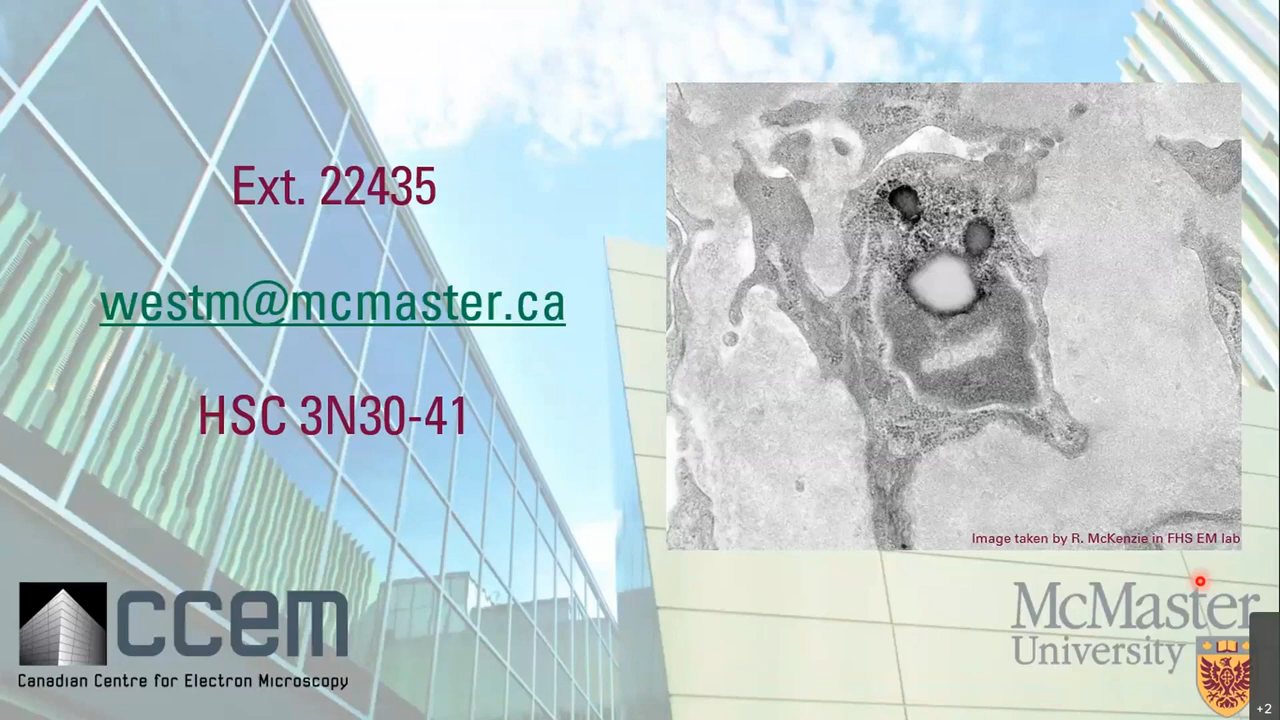 Ext. 22435
westm@mcmaster.ca
HSC 3N30-41
Image taken by R. McKenzie in FHS EM lab
ccem
Canadian Centre for Electron Microscopy
McMaster
University
+2